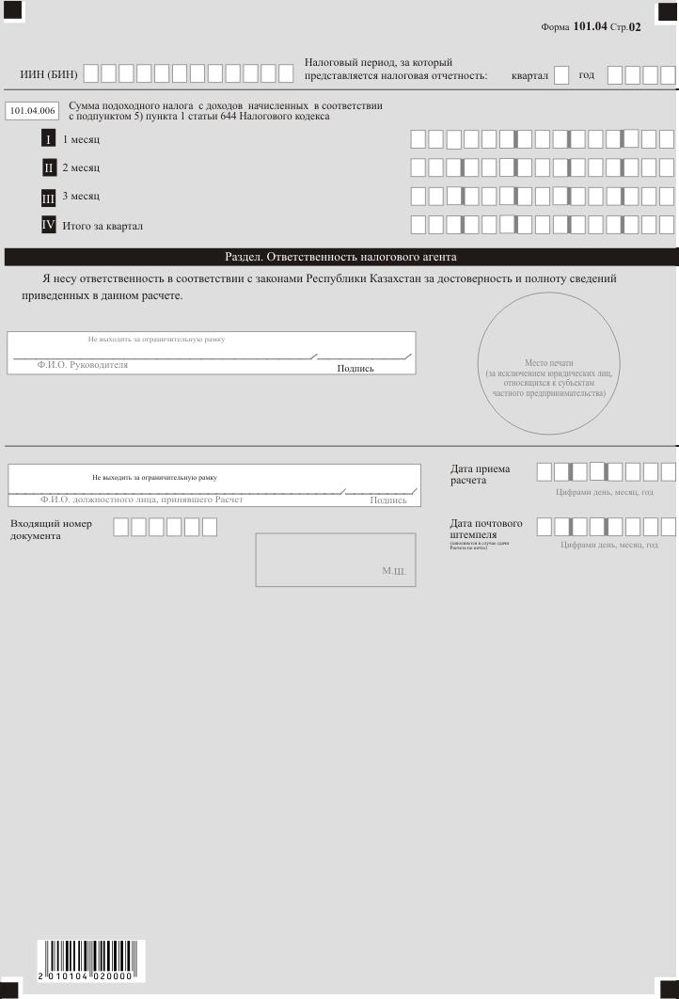 Форма 101.04 Стр.02
ИИН (БИН)
Налоговый период, за который
представляется налоговая отчетность:
квартал
год
101.04.006
Сумма подоходного налога с доходов начисленных в соответствии
с подпунктом 5) пункта 1 статьи 644 Налогового кодекса
I 1 месяц
II 2 месяц
III 3 месяц
IV Итого за квартал
Раздел. Ответственность налогового агента
Я несу ответственность в соответствии с законами Республики Казахстан за достоверность и полноту сведений
приведенных в данном расчете.
Не выходить за ограничительную рамку
Ф.И.О. Руководителя
Подпись
Место печати
(за исключением юридических лиц,
относящихся к субъектам
частного предпринимательства)
Не выходить за ограничительную рамку
Ф.И.О. должностного лица, принявшего Расчет
Подпись
Дата приема
расчета
Цифрами день, месяц, год
Входящий номер
документа
М.Ш.
Дата почтового
штемпеля
(заполняется в случае сдачи
Расчета по почте)
Цифрами день, месяц, год
2 010104 020000